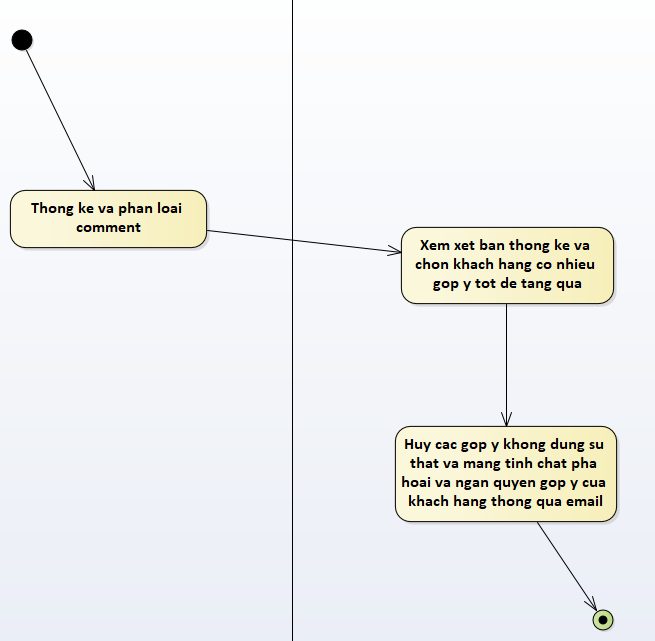 Thong ke va phan loai
comment
Xem xet ban thong ke va
chon khach hang co nhieu
gop y tot de tang qua
Huy cac gop y khong dung su
that va mang tinh chat pha
hoai va ngan quyen gop y cua
khach hang thong qua email